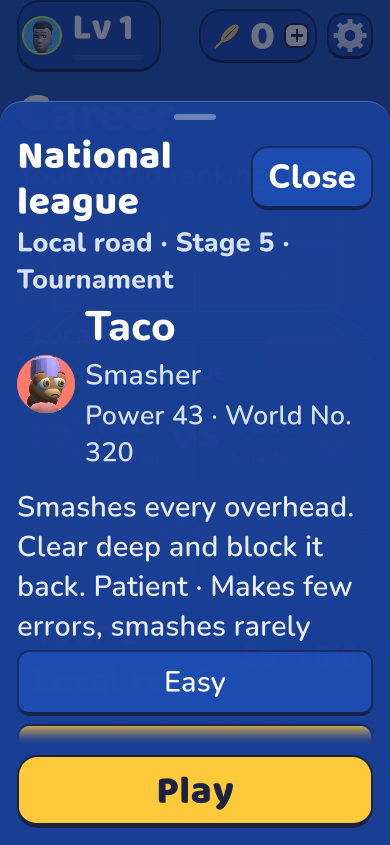 Lv 1
0
Career
National
league
Close
Local road · Stage 5 ·
Tournament
Taco
Smasher
Power 43 · World No.
320
Smashes every overhead.
Clear deep and block it
back. Patient · Makes few
errors, smashes rarely
Easy
Play